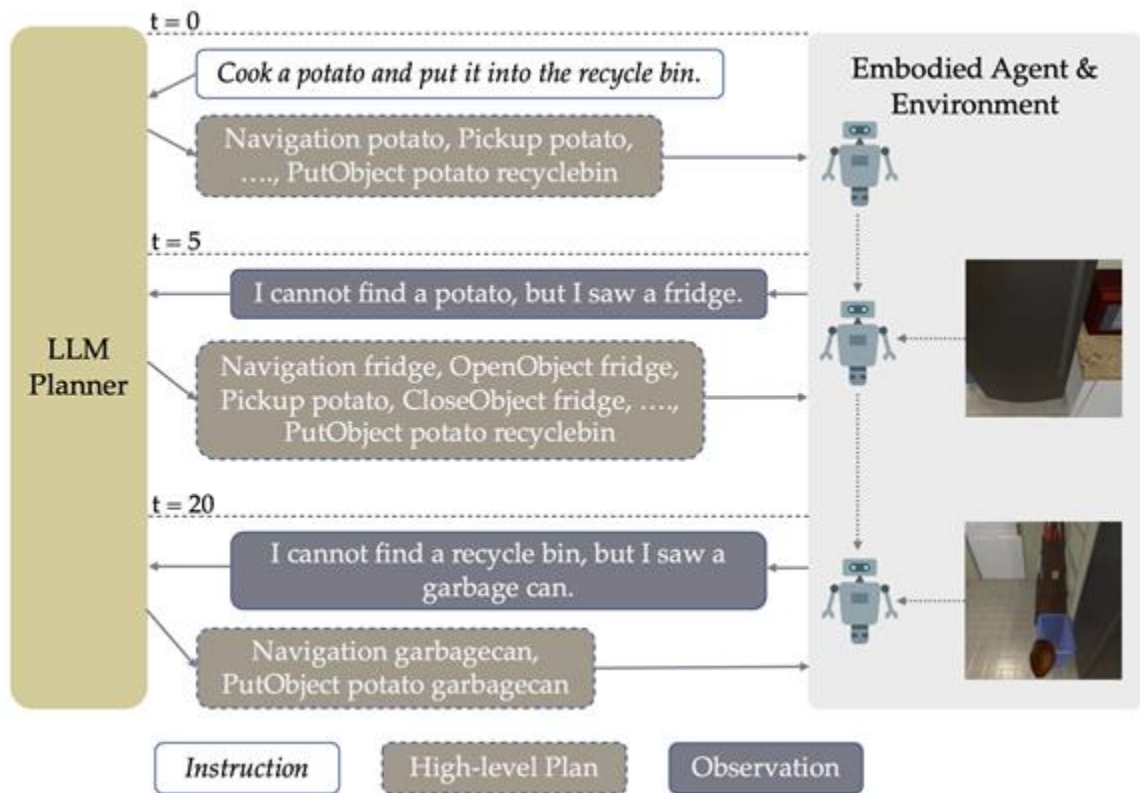 t = 0
Cook a potato and put it into the recycle bin.
Embodied Agent &
Environment
Navigation potato, Pickup potato,
...., PutObject potato recyclebin
t = 5
I cannot find a potato, but I saw a fridge.
LLM
Planner
Navigation fridge, OpenObject fridge,
Pickup potato, CloseObject fridge, ....,
PutObject potato recyclebin
t = 20
I cannot find a recycle bin, but I saw a
garbage can.
Navigation garbagecan,
PutObject potato garbagecan
Instruction
High-level Plan
Observation